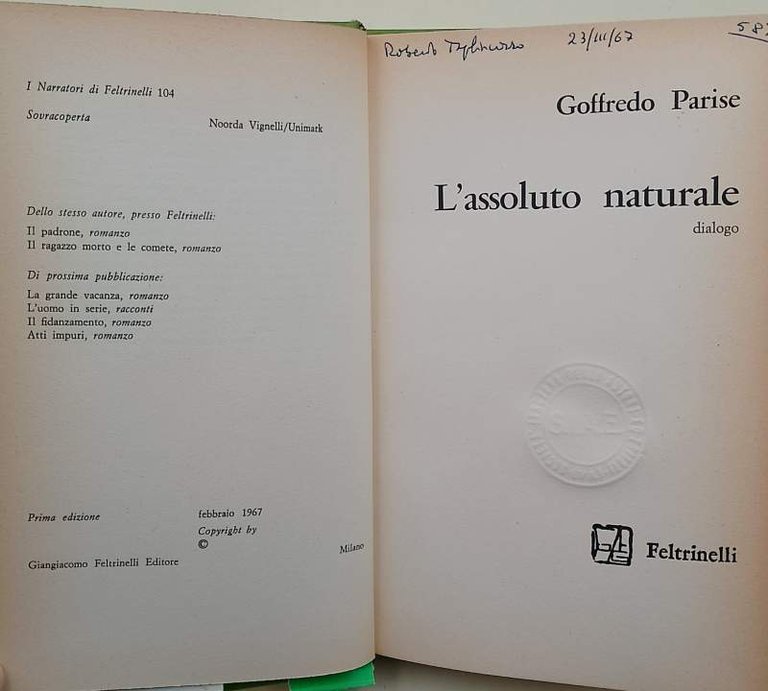 I Narratori di Feltrinelli 104
Sovracoperta
Noorda Vignelli/Unimark
Dello stesso autore, presso Feltrinelli:
Il padrone, romanzo
Il ragazzo morto e le comete, romanzo
Di prossima pubblicazione:
La grande vacanza, romanzo
L'uomo in serie, racconti
Il fidanzamento, romanzo
Atti impuri, romanzo
Prima edizione
febbraio 1967
Copyright by
©
Milano
Giangiacomo Feltrinelli Editore
Roberto
23/III/67
Goffredo Parise
L'assoluto naturale
dialogo
Feltrinelli